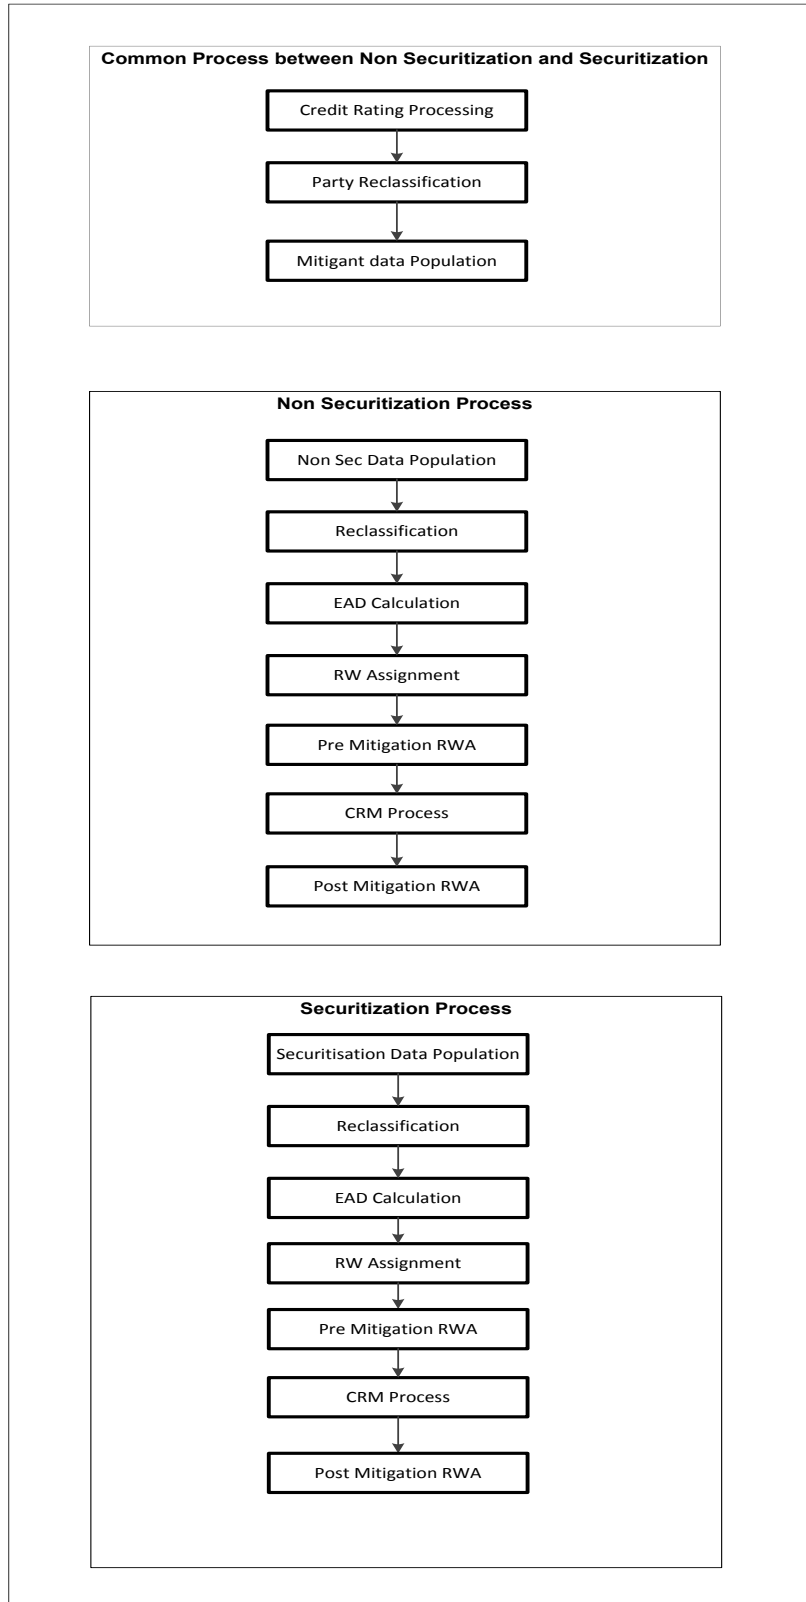 Common Process between Non Securitization and Securitization
Credit Rating Processing
Party Reclassification
Mitigant data Population
Non Securitization Process
Non Sec Data Population
Reclassification
EAD Calculation
RW Assignment
Pre Mitigation RWA
CRM Process
Post Mitigation RWA
Securitization Process
Securitisation Data Population
Reclassification
EAD Calculation
RW Assignment
Pre Mitigation RWA
CRM Process
Post Mitigation RWA